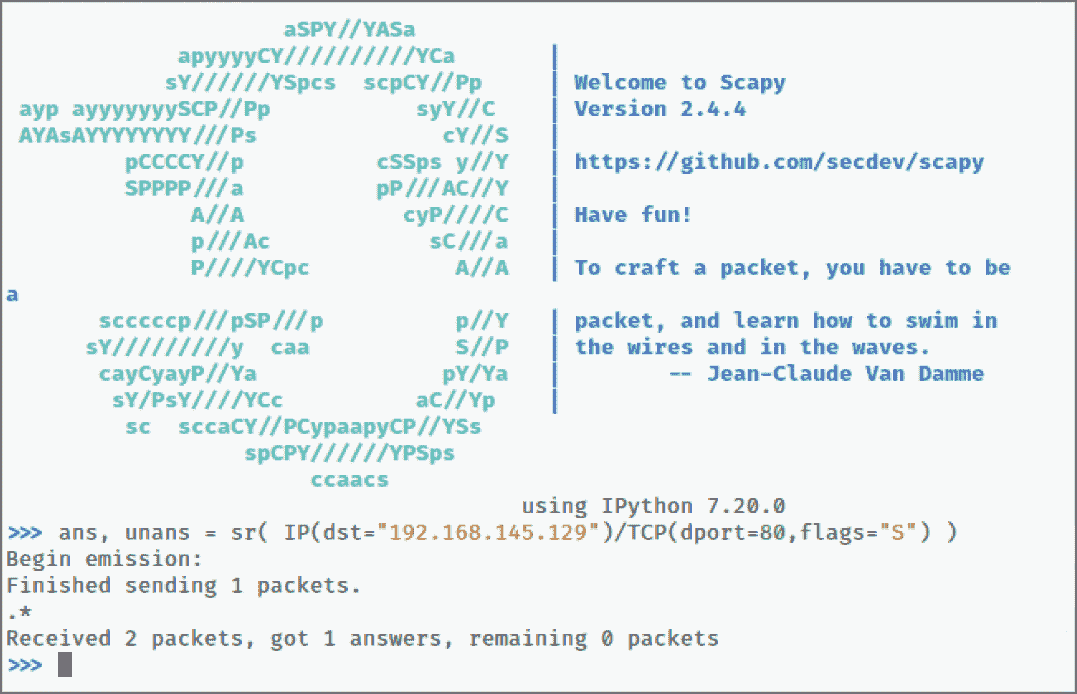 aSPY//YASa
apyyyyCY//////////YCa |
sY//////YSpcs scpCY//Pp | Welcome to Scapy
ayp ayyyyyyySCP//Pp syY//C | Version 2.4.4
AYAsAYYYYYYYY///Ps cY//S |
pCCCCY//p cSSps y//Y | https://github.com/secdev/scapy
SPPPP///a pP///AC//Y |
A//A cyP////C | Have fun!
p///Ac sC///a |
P////YCpc A//A | To craft a packet, you have to be
a
scccccp///pSP///p p//Y | packet, and learn how to swim in
sY/////////y caa S//P | the wires and in the waves.
cayCyayP//Ya pY/Ya | -- Jean-Claude Van Damme
sY/PsY////YCc aC//Yp |
sc sccaCY//PCypaapyCP//YSs
spCPY//////YPSps
ccaacs
using IPython 7.20.0
>>> ans, unans = sr( IP(dst="192.168.145.129")/TCP(dport=80,flags="S") )
Begin emission:
Finished sending 1 packets.
.*
Received 2 packets, got 1 answers, remaining 0 packets
>>>